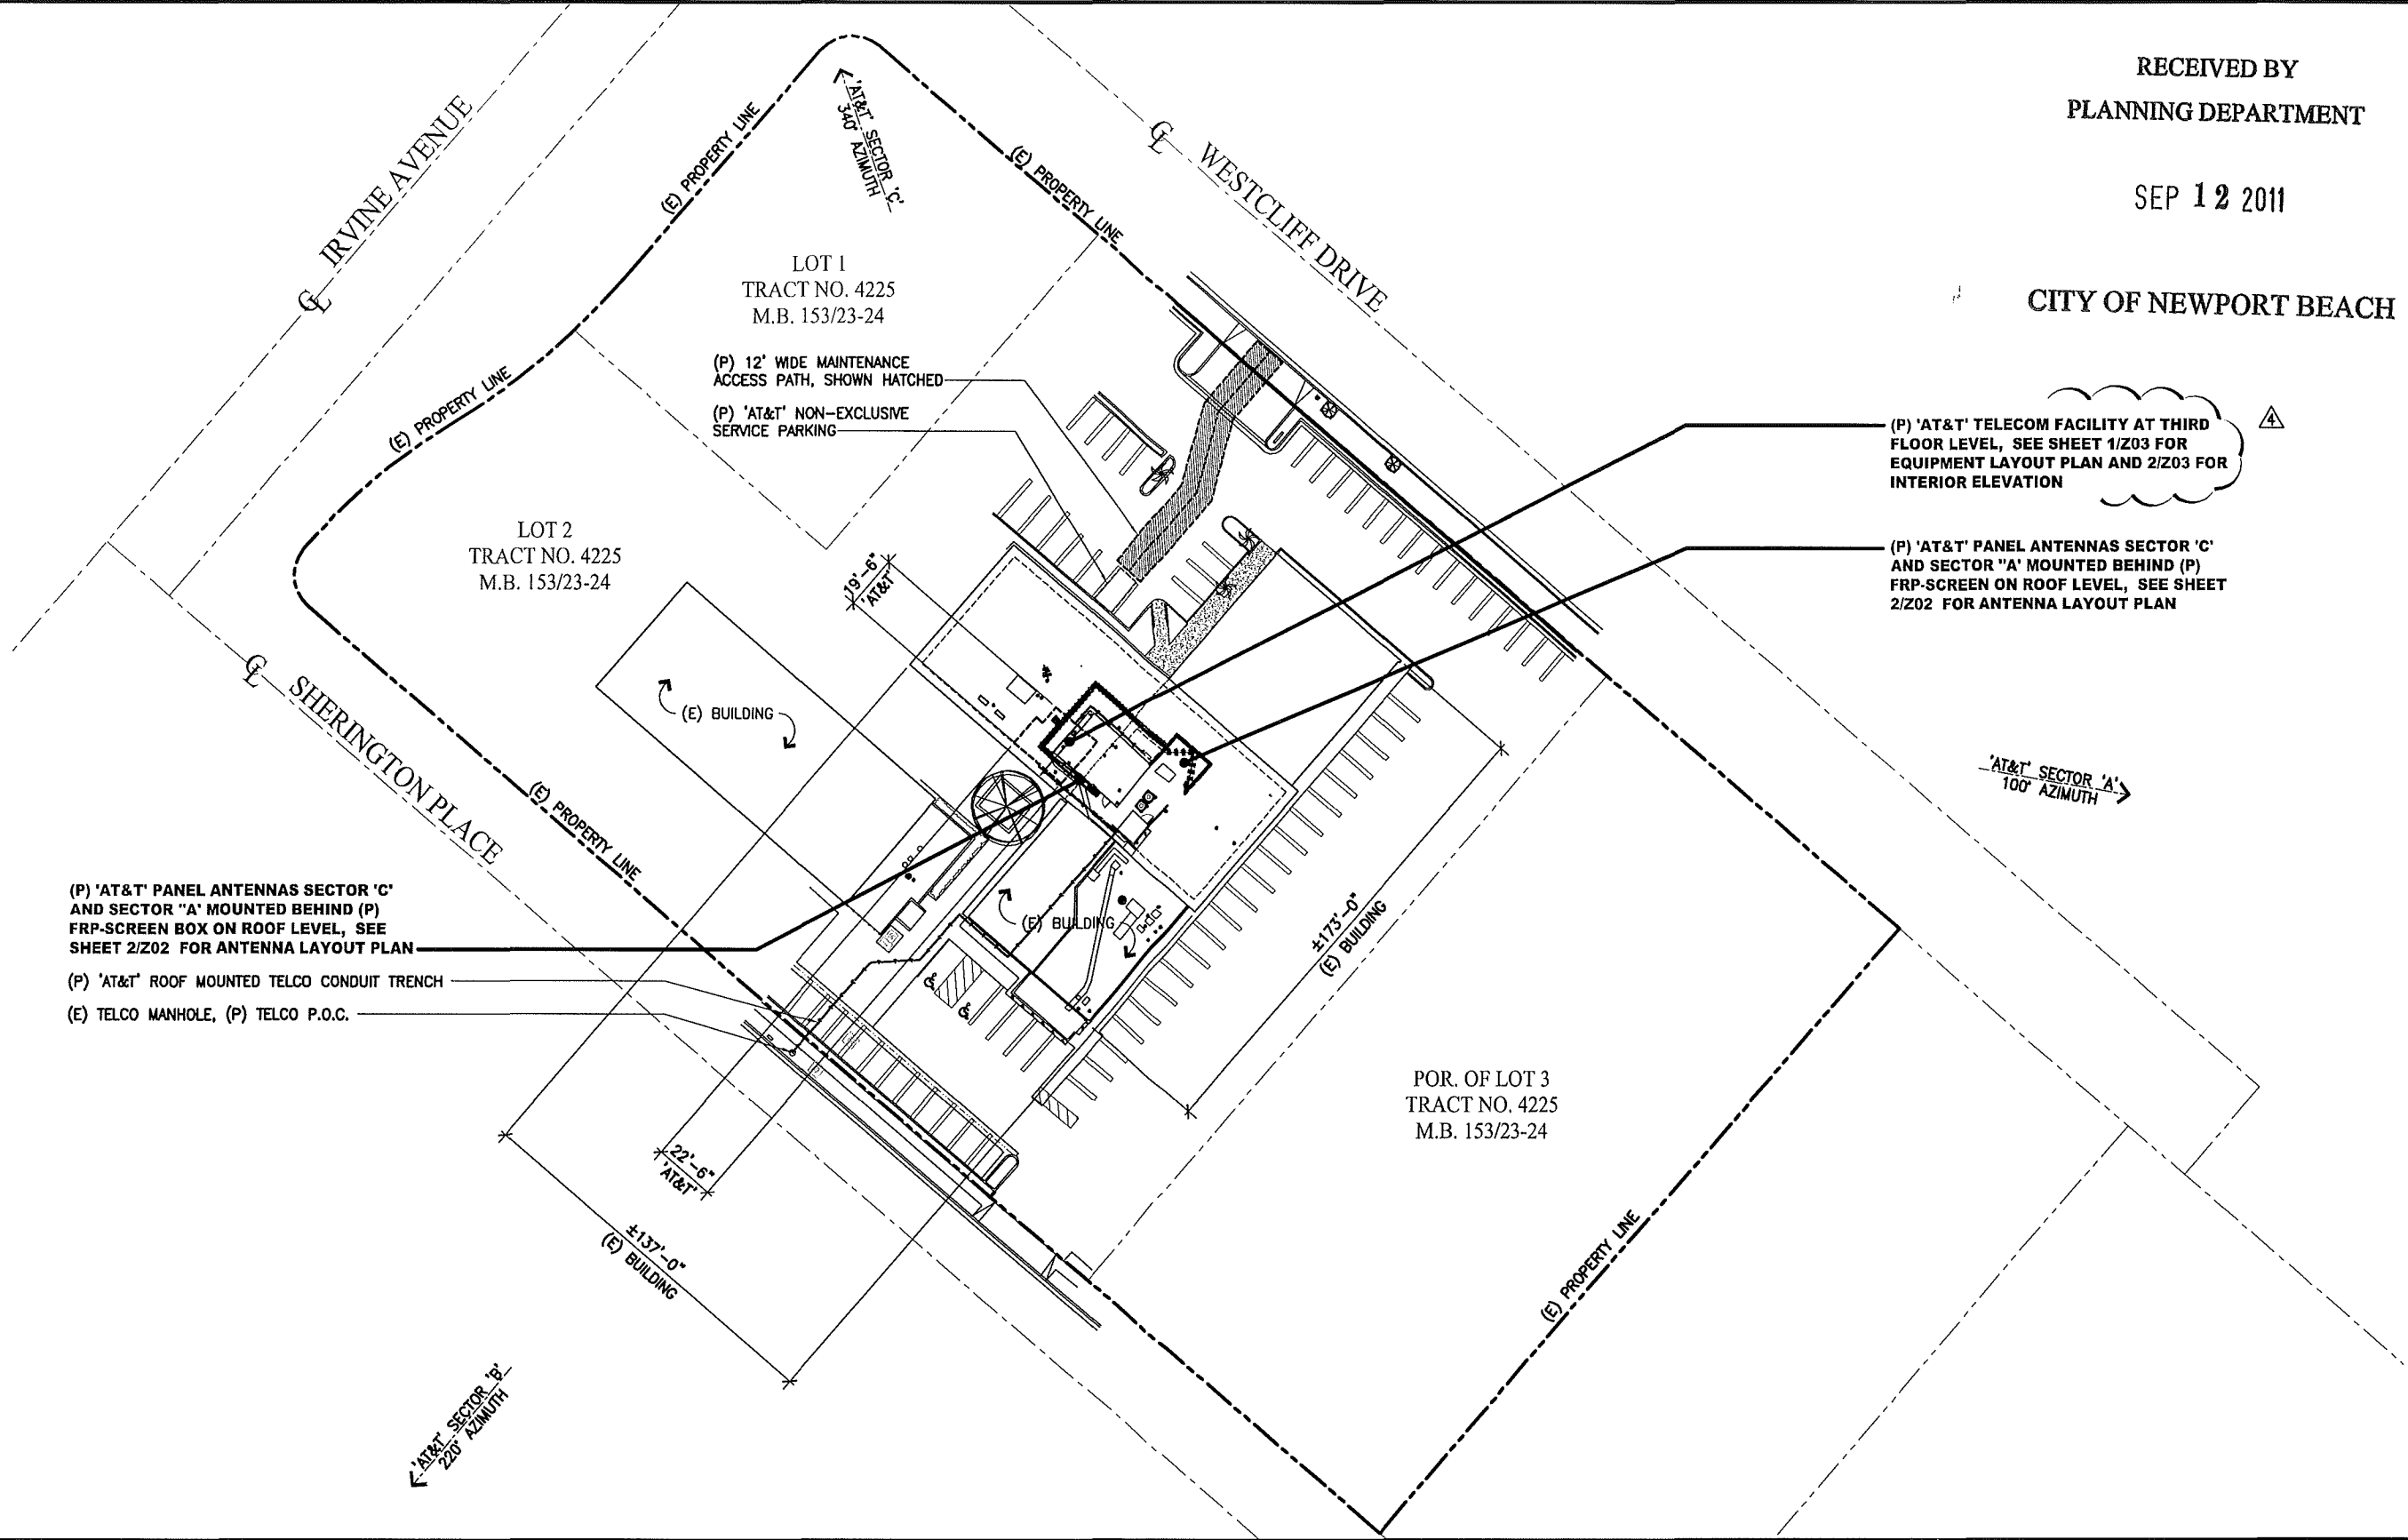 RECEIVED BY
PLANNING DEPARTMENT
SEP 12 2011
CITY OF NEWPORT BEACH
IRVINE AVENUE
CL
(E) PROPERTY LINE
'AT&T' SECTOR 'C'
340° AZIMUTH
(E) PROPERTY LINE
CL
WESTCLIFF DRIVE
LOT 1
TRACT NO. 4225
M.B. 153/23-24
(P) 12' WIDE MAINTENANCE
ACCESS PATH, SHOWN HATCHED
(P) 'AT&T' NON-EXCLUSIVE
SERVICE PARKING
(E) PROPERTY LINE
(P) 'AT&T' TELECOM FACILITY AT THIRD
FLOOR LEVEL, SEE SHEET 1/Z03 FOR
EQUIPMENT LAYOUT PLAN AND 2/Z03 FOR
INTERIOR ELEVATION
4
(P) 'AT&T' PANEL ANTENNAS SECTOR 'C'
AND SECTOR "A' MOUNTED BEHIND (P)
FRP-SCREEN ON ROOF LEVEL, SEE SHEET
2/Z02 FOR ANTENNA LAYOUT PLAN
LOT 2
TRACT NO. 4225
M.B. 153/23-24
19'-6"
'AT&T'
(E) BUILDING
CL
SHERINGTON PLACE
(E) PROPERTY LINE
'AT&T' SECTOR 'A'
100° AZIMUTH
(P) 'AT&T' PANEL ANTENNAS SECTOR 'C'
AND SECTOR "A' MOUNTED BEHIND (P)
FRP-SCREEN BOX ON ROOF LEVEL, SEE
SHEET 2/Z02 FOR ANTENNA LAYOUT PLAN
(P) 'AT&T' ROOF MOUNTED TELCO CONDUIT TRENCH
(E) TELCO MANHOLE, (P) TELCO P.O.C.
(E) BUILDING
±173'-0"
(E) BUILDING
POR. OF LOT 3
TRACT NO. 4225
M.B. 153/23-24
22'-6"
'AT&T'
±137'-0"
(E) BUILDING
(E) PROPERTY LINE
'AT&T' SECTOR 'B'
220° AZIMUTH